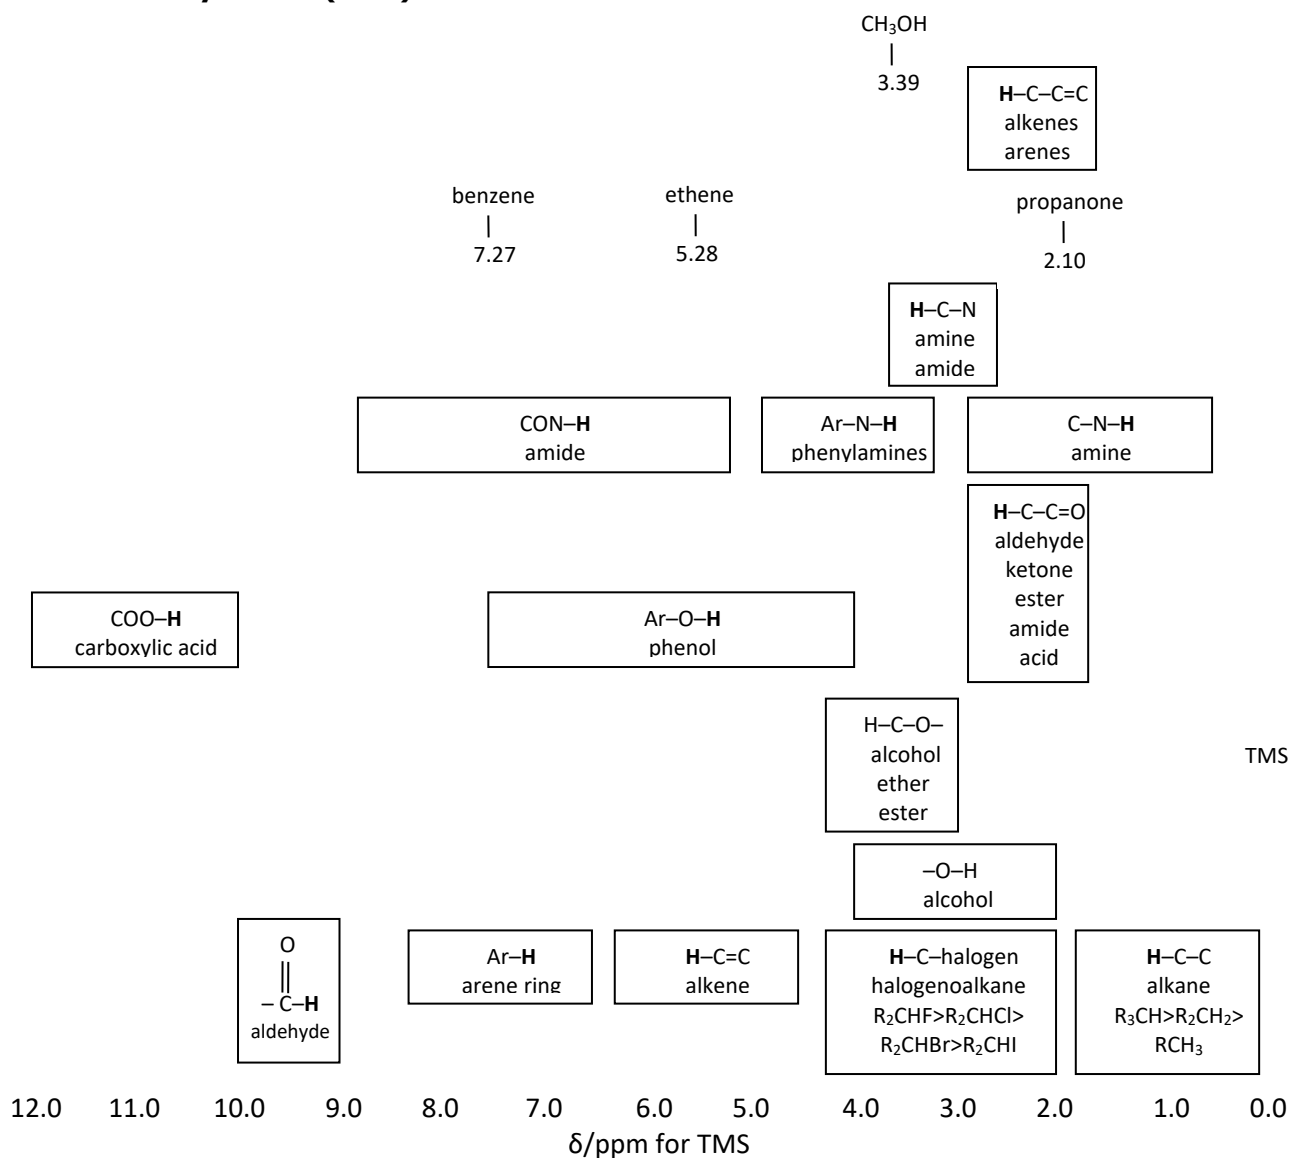 CH₃OH
|
3.39
H–C–C=C
alkenes
arenes
benzene
|
7.27
ethene
|
5.28
propanone
|
2.10
H–C–N
amine
amide
CON–H
amide
Ar–N–H
phenylamines
C–N–H
amine
H–C–C=O
aldehyde
ketone
ester
amide
acid
COO–H
carboxylic acid
Ar–O–H
phenol
H–C–O–
alcohol
ether
ester
TMS
–O–H
alcohol
O
||
– C–H
aldehyde
Ar–H
arene ring
H–C=C
alkene
H–C–halogen
halogenoalkane
R₂CHF>R₂CHCl>
R₂CHBr>R₂CHI
H–C–C
alkane
R₃CH>R₂CH₂>
RCH₃
12.0 11.0 10.0 9.0 8.0 7.0 6.0 5.0 4.0 3.0 2.0 1.0 0.0
δ/ppm for TMS